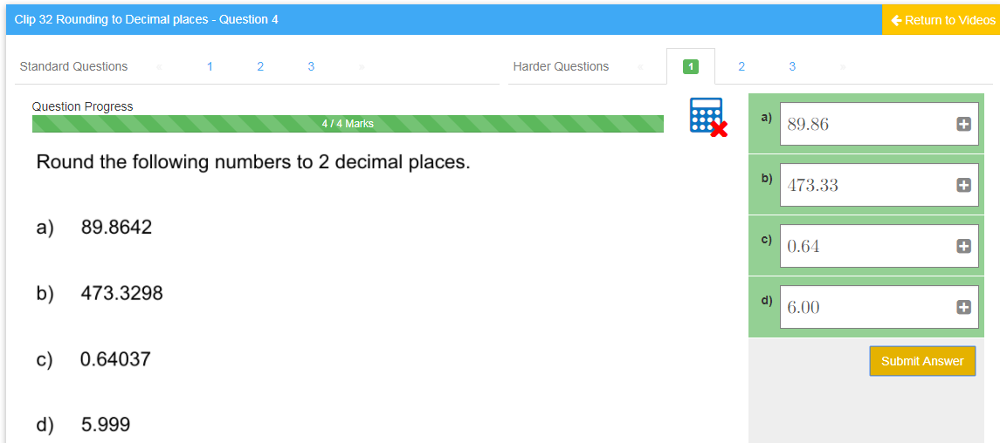 Clip 32 Rounding to Decimal places - Question 4
Return to Videos
Standard Questions « 1 2 3 »
Harder Questions « 1 2 3 »
Question Progress
4 / 4 Marks
Round the following numbers to 2 decimal places.
a) 89.8642
b) 473.3298
c) 0.64037
d) 5.999
a) 89.86
b) 473.33
c) 0.64
d) 6.00
Submit Answer